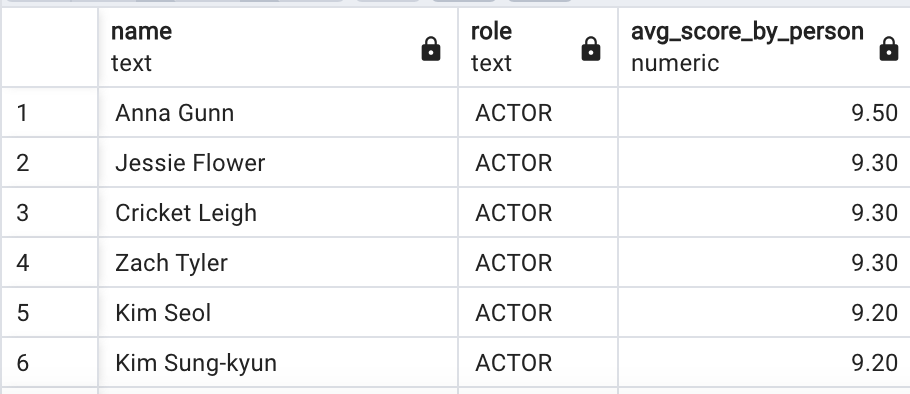 name role avg_score_by_person
text text numeric
1 Anna Gunn ACTOR 9.50
2 Jessie Flower ACTOR 9.30
3 Cricket Leigh ACTOR 9.30
4 Zach Tyler ACTOR 9.30
5 Kim Seol ACTOR 9.20
6 Kim Sung-kyun ACTOR 9.20